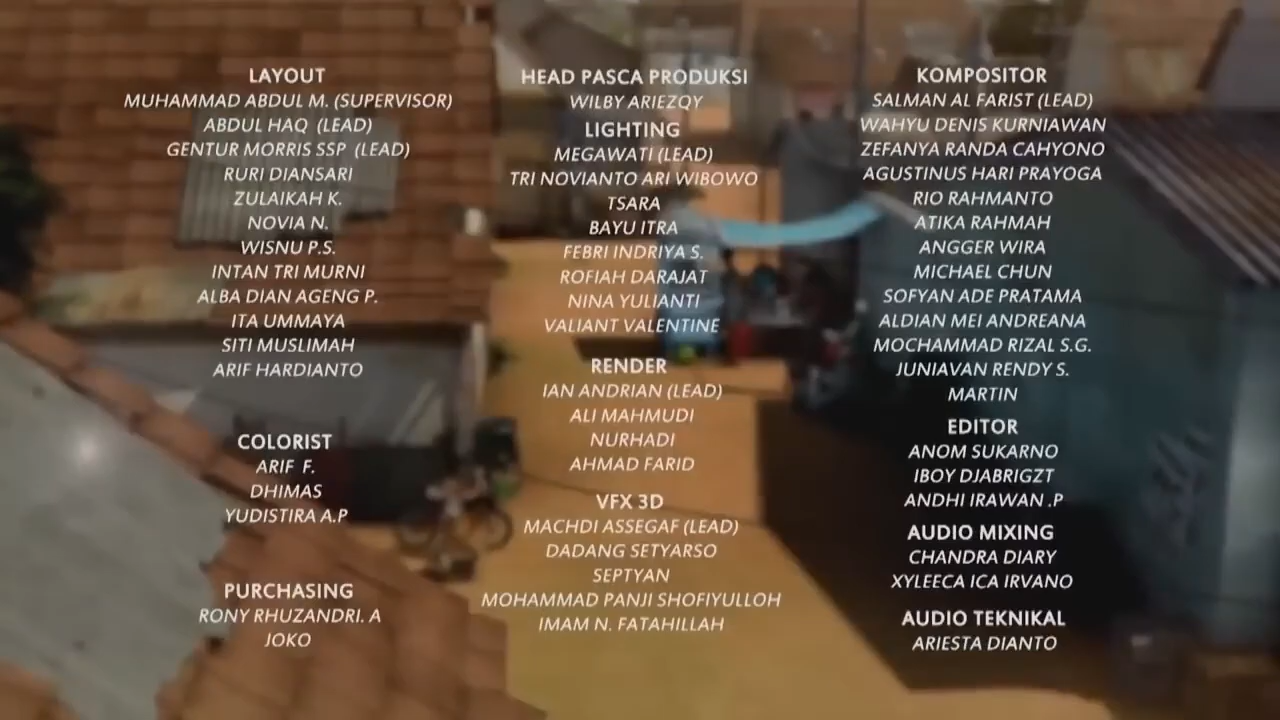 LAYOUT
MUHAMMAD ABDUL M. (SUPERVISOR)
ABDUL HAQ (LEAD)
GENTUR MORRIS SSP (LEAD)
RURI DIANSARI
ZULAIKAH K.
NOVIA N.
WISNU P.S.
INTAN TRI MURNI
ALBA DIAN AGENG P.
ITA UMMAYA
SITI MUSLIMAH
ARIF HARDIANTO
COLORIST
ARIF F.
DHIMAS
YUDISTIRA A.P
PURCHASING
RONY RHUZANDRI. A
JOKO
HEAD PASCA PRODUKSI
WILBY ARIEZQY
LIGHTING
MEGAWATI (LEAD)
TRI NOVIANTO ARI WIBOWO
TSARA
BAYU ITRA
FEBRI INDRIYA S.
ROFIAH DARAJAT
NINA YULIANTI
VALIANT VALENTINE
RENDER
IAN ANDRIAN (LEAD)
ALI MAHMUDI
NURHADI
AHMAD FARID
VFX 3D
MACHDI ASSEGAF (LEAD)
DADANG SETYARSO
SEPTYAN
MOHAMMAD PANJI SHOFIYULLOH
IMAM N. FATAHILLAH
KOMPOSITOR
SALMAN AL FARIST (LEAD)
WAHYU DENIS KURNIAWAN
ZEFANYA RANDA CAHYONO
AGUSTINUS HARI PRAYOGA
RIO RAHMANTO
ATIKA RAHMAH
ANGGER WIRA
MICHAEL CHUN
SOFYAN ADE PRATAMA
ALDIAN MEI ANDREANA
MOCHAMMAD RIZAL S.G.
JUNIAVAN RENDY S.
MARTIN
EDITOR
ANOM SUKARNO
IBOY DJABRIGZT
ANDHI IRAWAN .P
AUDIO MIXING
CHANDRA DIARY
XYLEECA ICA IRVANO
AUDIO TEKNIKAL
ARIESTA DIANTO